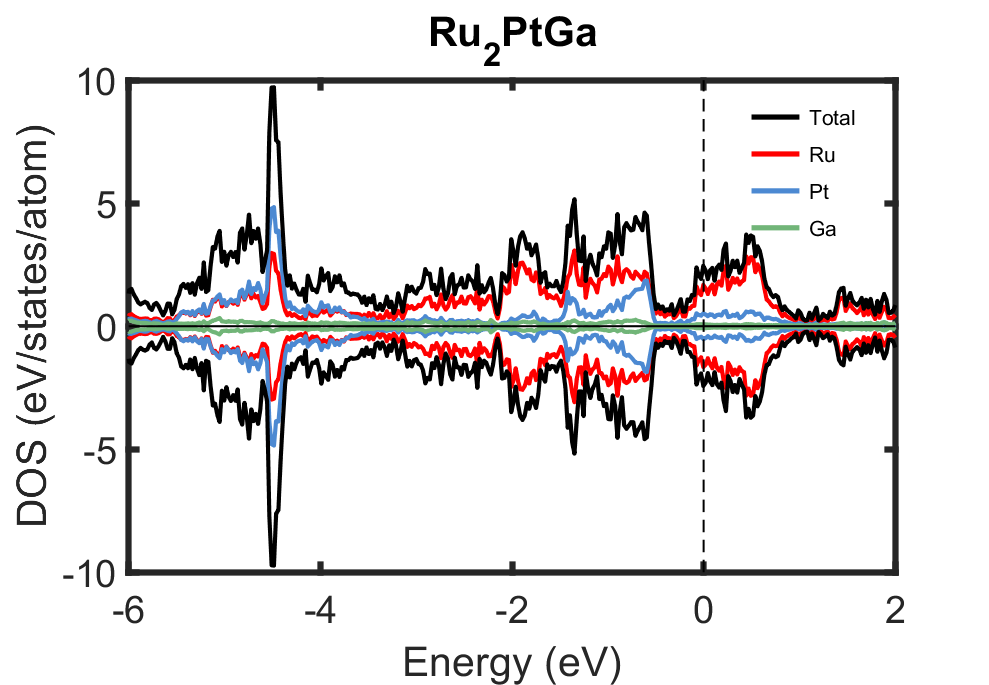 Ru2PtGa
10
5
0
-5
-10
DOS (eV/states/atom)
Total
Ru
Pt
Ga
-6
-4
-2
0
2
Energy (eV)